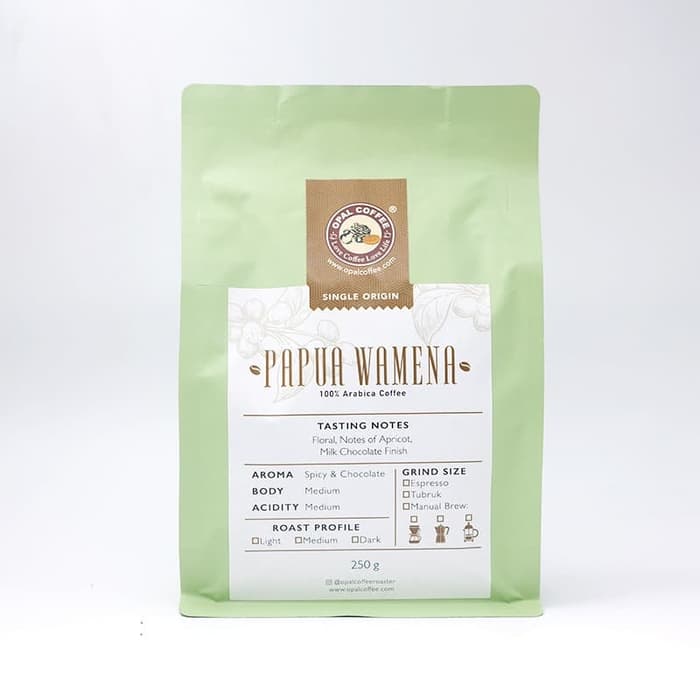 OPAL COFFEE ®
Love Coffee Love Life
www.opalcoffee.com
SINGLE ORIGIN
PAPUA WAMENA
100% Arabica Coffee
TASTING NOTES
Floral, Notes of Apricot,
Milk Chocolate Finish
AROMA Spicy & Chocolate
BODY Medium
ACIDITY Medium
ROAST PROFILE
Light Medium Dark
GRIND SIZE
Espresso
Tubruk
Manual Brew:
250 g
@opalcoffeeroaster
www.opalcoffee.com